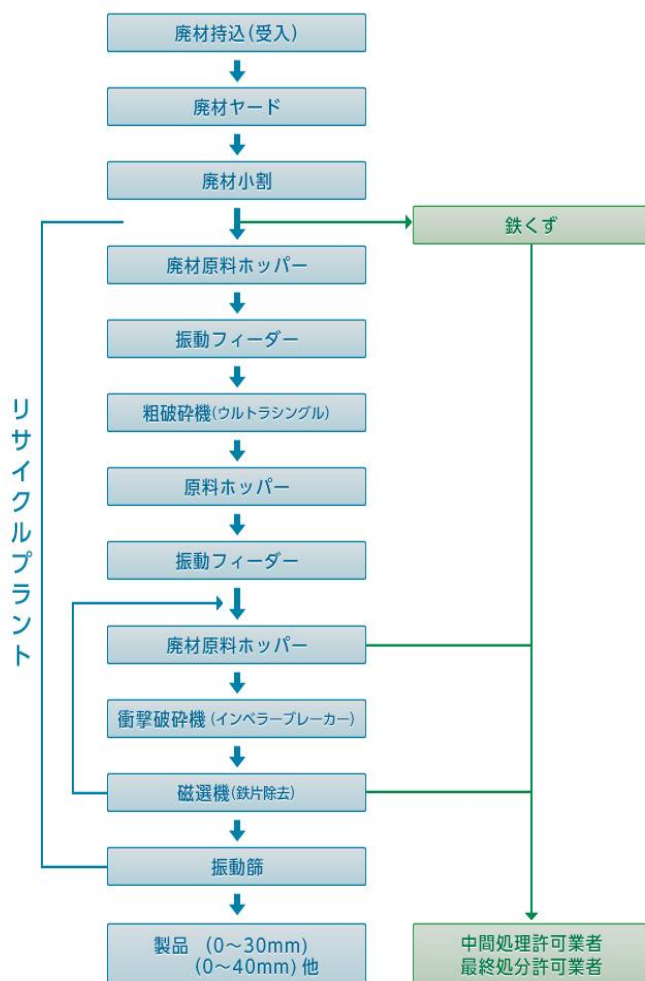 廃材持込(受入)
廃材ヤード
廃材小割
鉄くず
廃材原料ホッパー
振動フィーダー
粗破砕機(ウルトラシングル)
原料ホッパー
振動フィーダー
廃材原料ホッパー
衝撃破砕機(インペラーブレーカー)
磁選機(鉄片除去)
振動篩
製品 (0～30mm)
(0～40mm)他
中間処理許可業者
最終処分許可業者
リサイクルプラント